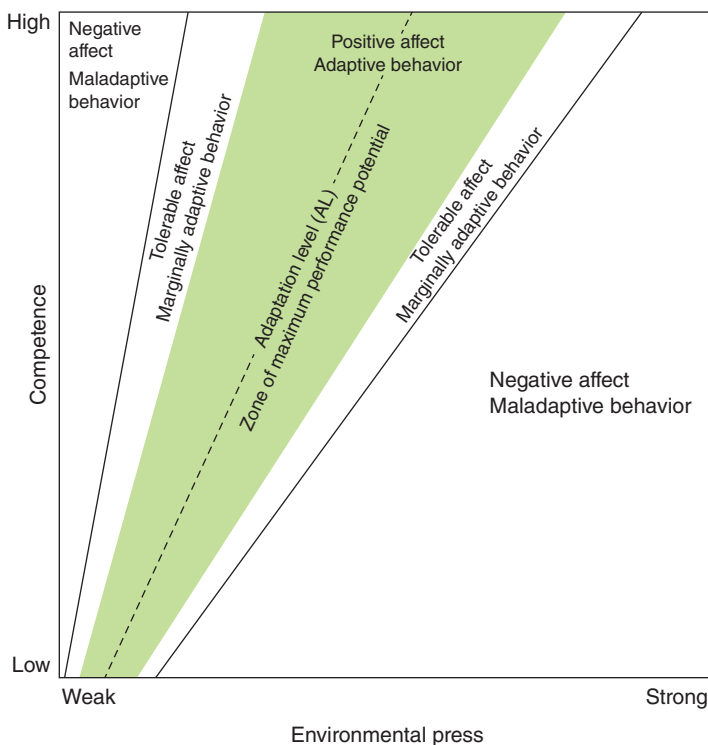 High
Negative
affect
Maladaptive
behavior
Positive affect
Adaptive behavior
Tolerable affect
Marginally adaptive behavior
Adaptation level (AL)
Zone of maximum performance potential
Tolerable affect
Marginally adaptive behavior
Negative affect
Maladaptive behavior
Competence
Low
Weak
Strong
Environmental press